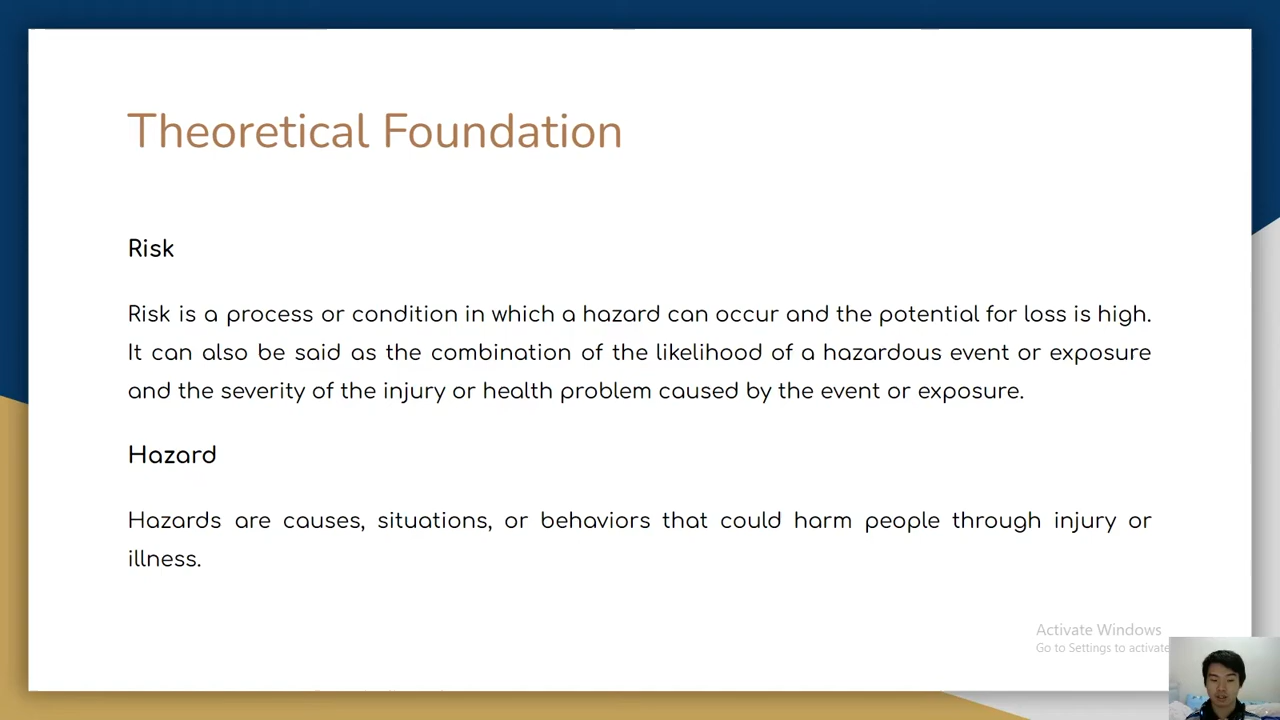 Theoretical Foundation
Risk
Risk is a process or condition in which a hazard can occur and the potential for loss is high.
It can also be said as the combination of the likelihood of a hazardous event or exposure
and the severity of the injury or health problem caused by the event or exposure.
Hazard
Hazards are causes, situations, or behaviors that could harm people through injury or
illness.
Activate Windows
Go to Settings to activate